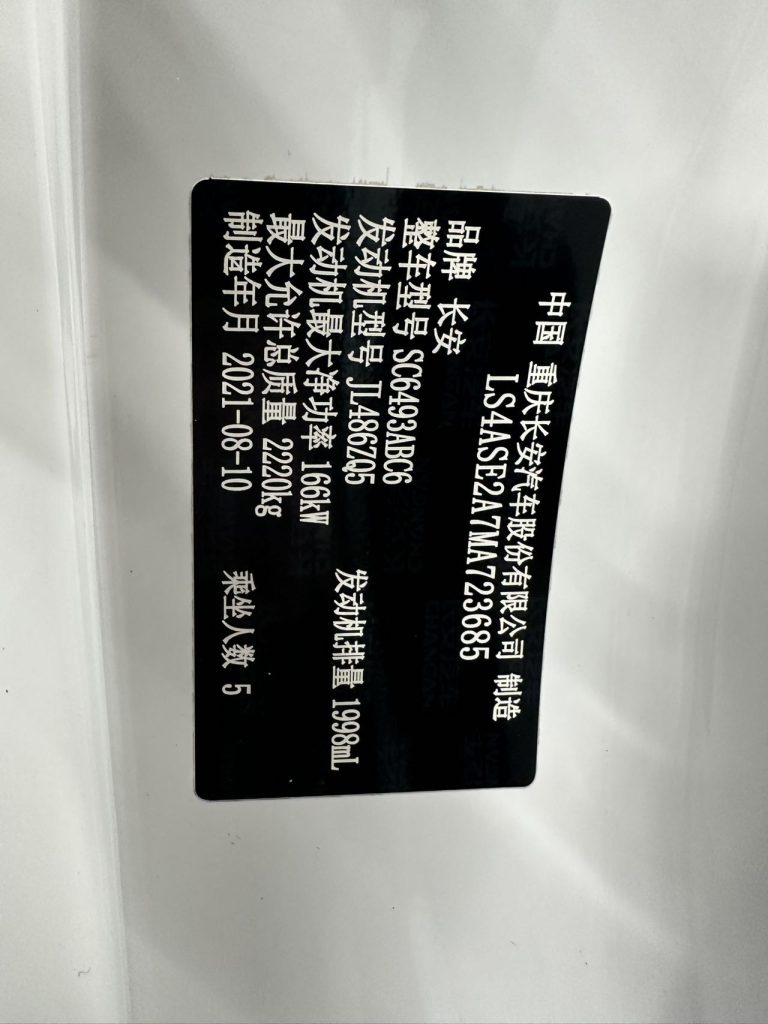 中国 重庆长安汽车股份有限公司 制造
LS4ASE2A7MA723685
品牌 长安
整车型号 SC6493ABC6
发动机型号 JL486ZQ5
发动机最大净功率 166kW 发动机排量 1998mL
最大允许总质量 2220kg
制造年月 2021-08-10 乘坐人数 5